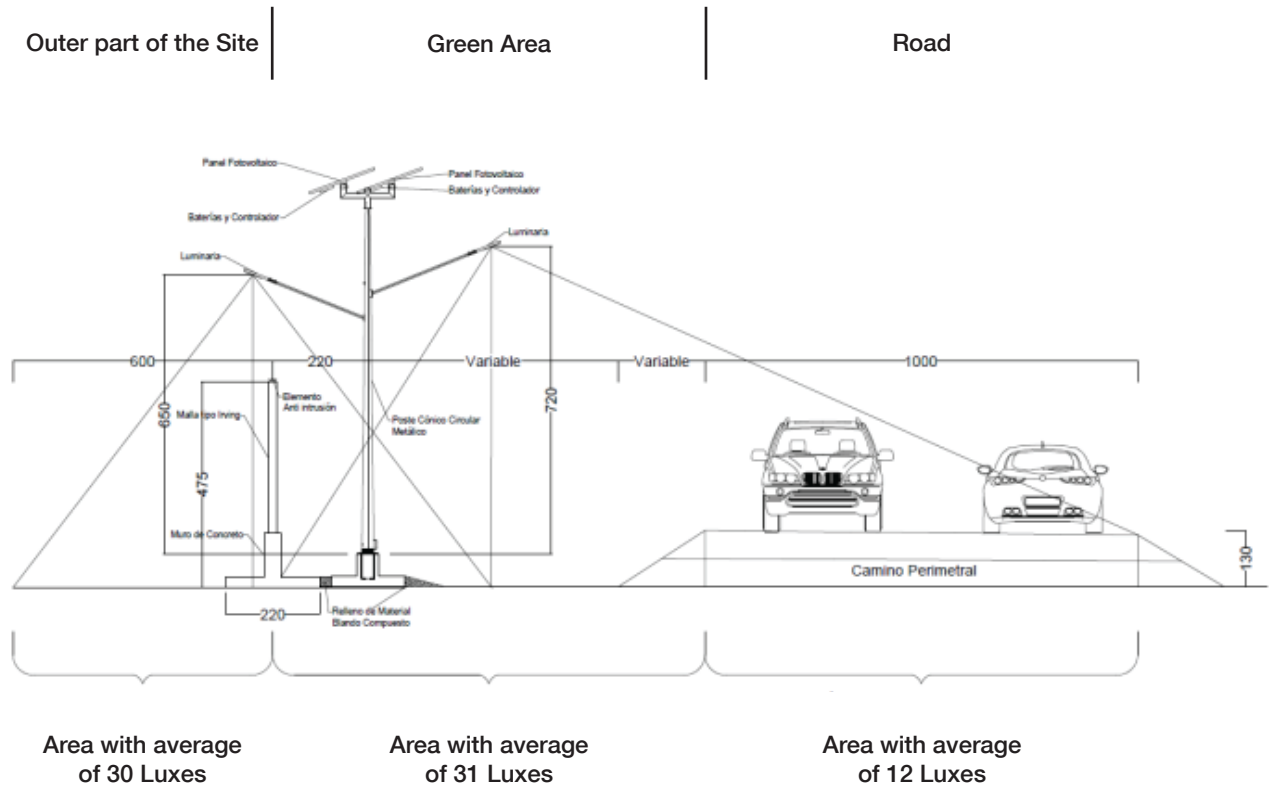 Outer part of the Site
Green Area
Road
Panel Fotovoltaico
Panel Fotovoltaico
Baterías y Controlador
Baterías y Controlador
Luminaria
Luminaria
600
220
Variable
Variable
1000
Elemento
Anti intrusión
Malla tipo Irving
650
720
Poste Cónico Circular
Metálico
475
Muro de Concreto
Camino Perimetral
130
220
Relleno de Material
Blando Compuesto
Area with average
of 30 Luxes
Area with average
of 31 Luxes
Area with average
of 12 Luxes